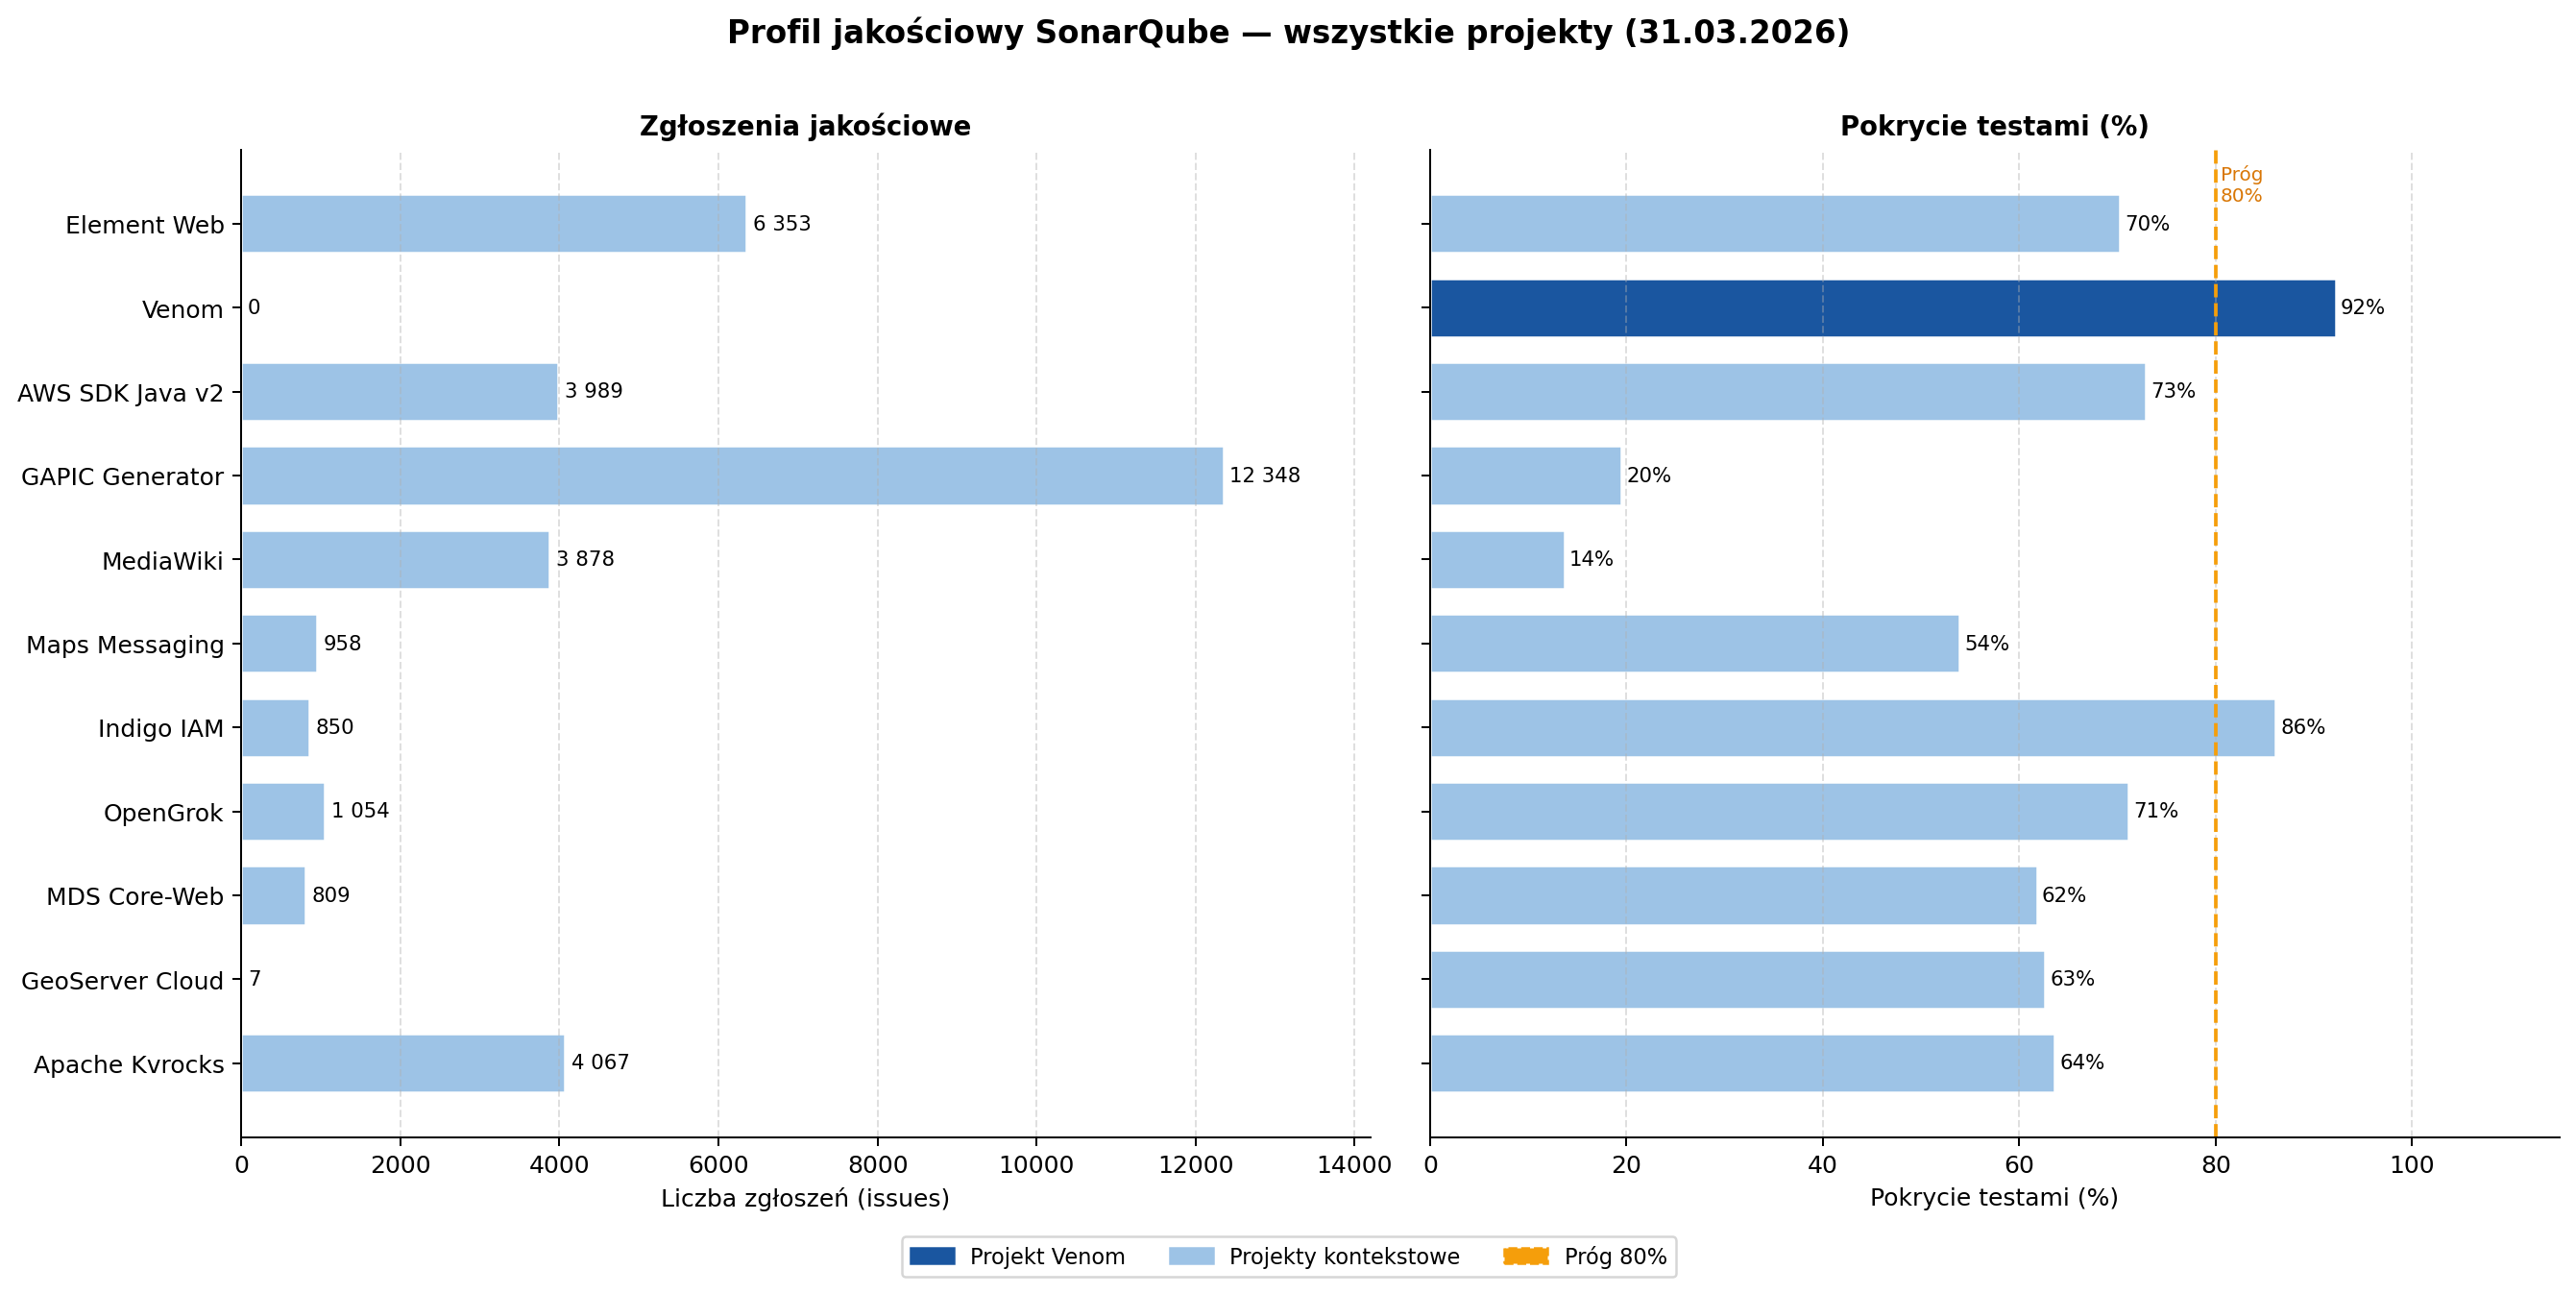 Profil jakościowy SonarQube — wszystkie projekty (31.03.2026)
Zgłoszenia jakościowe
Element Web
6 353
Venom
0
AWS SDK Java v2
3 989
GAPIC Generator
12 348
MediaWiki
3 878
Maps Messaging
958
Indigo IAM
850
OpenGrok
1 054
MDS Core-Web
809
GeoServer Cloud
7
Apache Kvrocks
4 067
0 2000 4000 6000 8000 10000 12000 14000
Liczba zgłoszeń (issues)
Pokrycie testami (%)
Próg
80%
70%
92%
73%
20%
14%
54%
86%
71%
62%
63%
64%
0 20 40 60 80 100
Pokrycie testami (%)
Projekt Venom Projekty kontekstowe Próg 80%